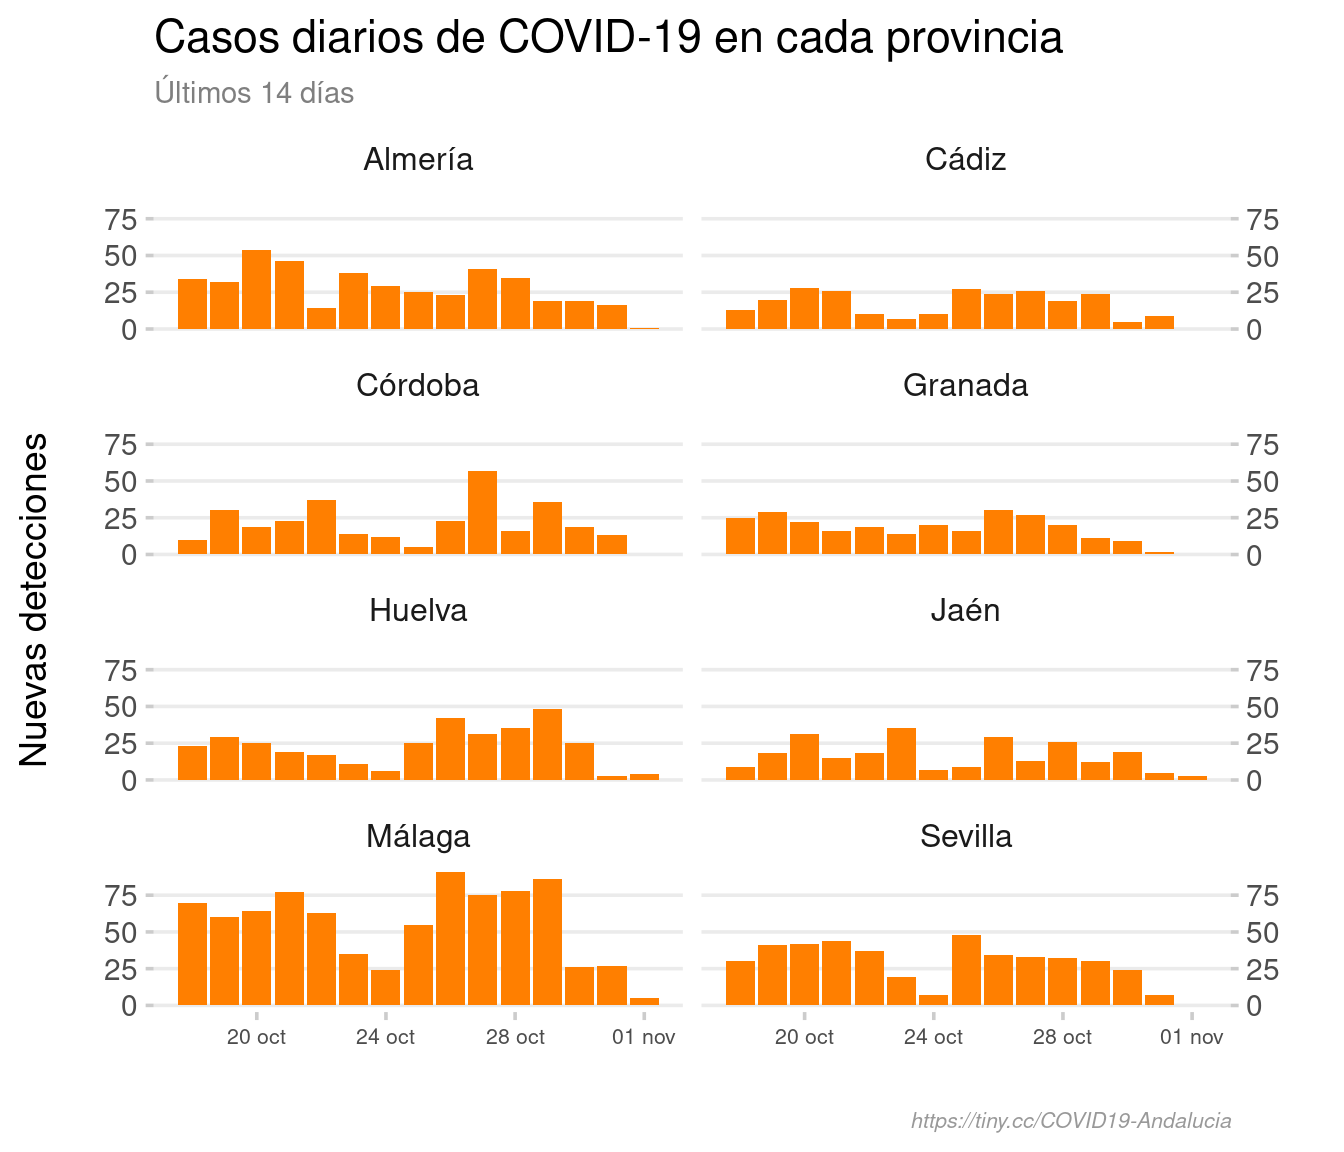 Casos diarios de COVID-19 en cada provincia
Últimos 14 días
Nuevas detecciones
Almería
Cádiz
75
50
25
0
75
50
25
0
Córdoba
Granada
75
50
25
0
75
50
25
0
Huelva
Jaén
75
50
25
0
75
50
25
0
Málaga
Sevilla
75
50
25
0
75
50
25
0
20 oct 24 oct 28 oct 01 nov
20 oct 24 oct 28 oct 01 nov
https://tiny.cc/COVID19-Andalucia